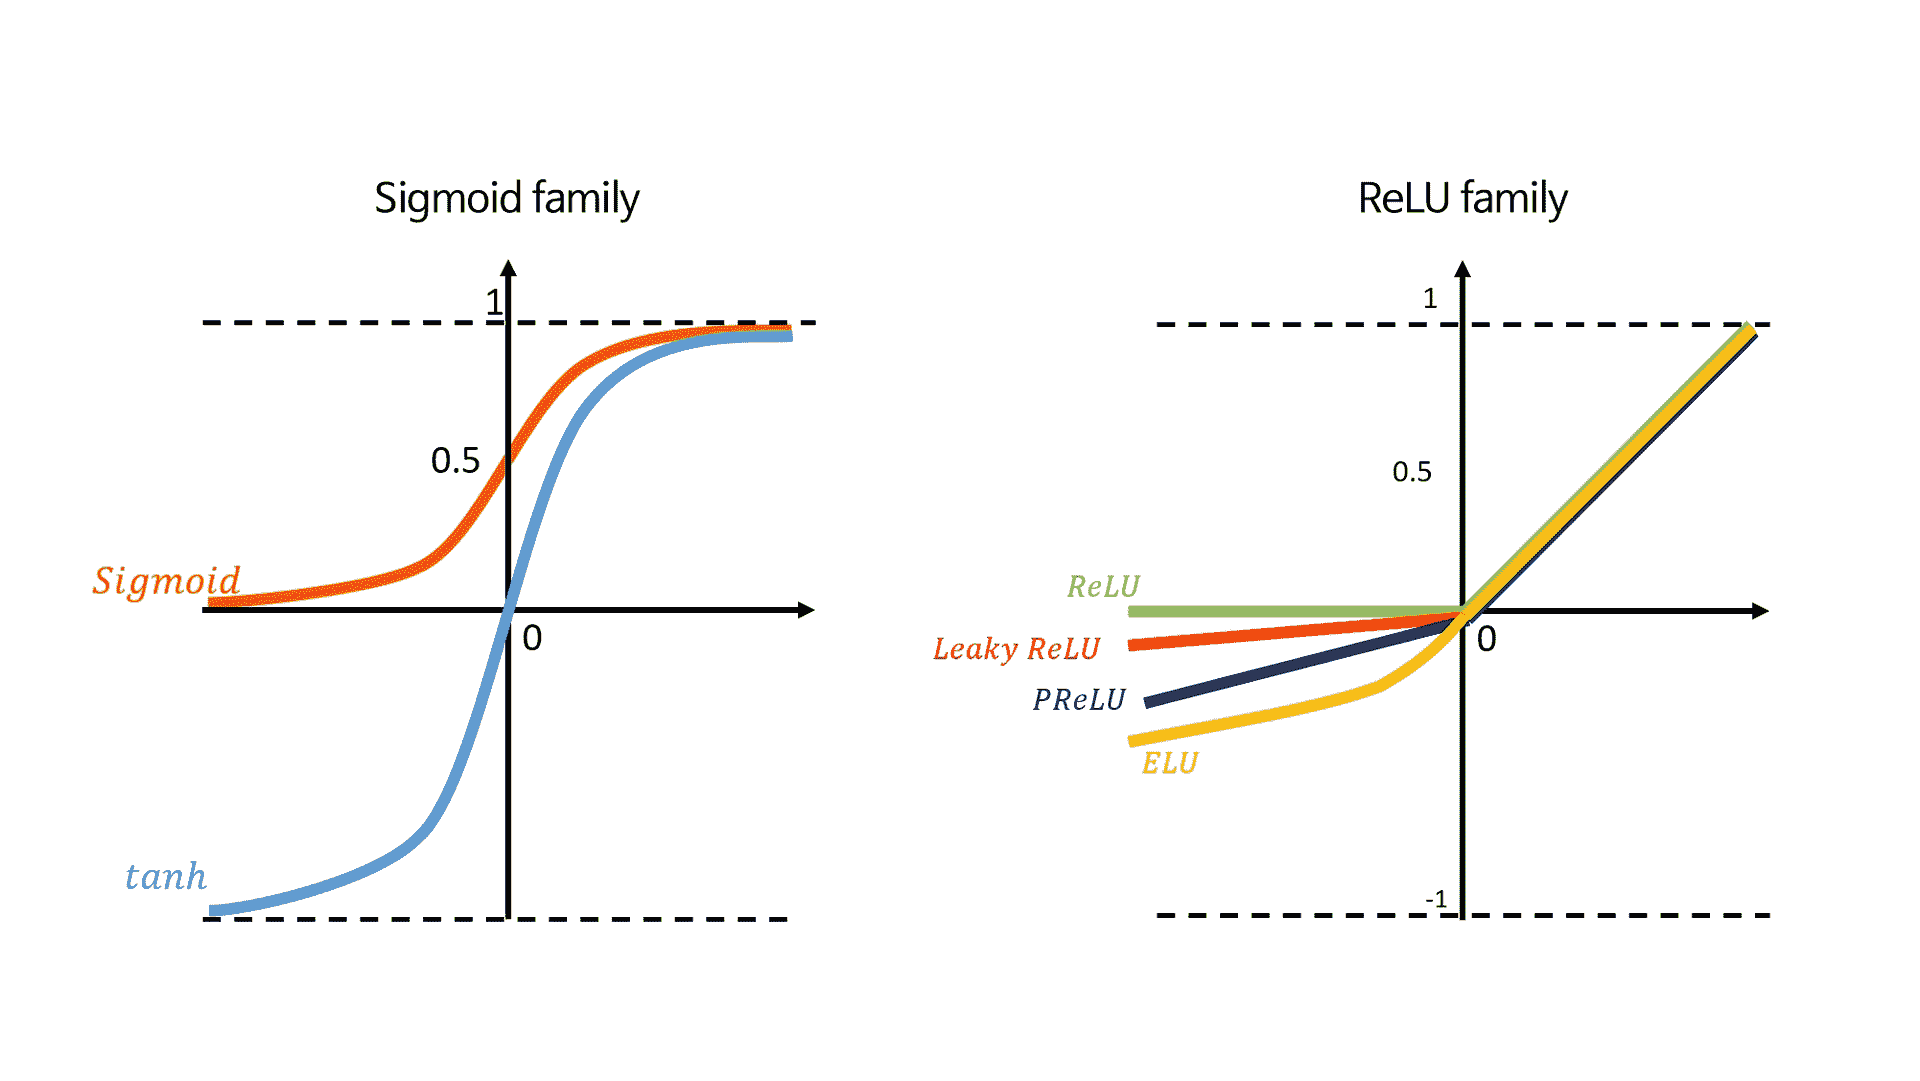 Sigmoid family
1
0.5
Sigmoid
0
tanh
ReLU family
1
0.5
ReLU
0
Leaky ReLU
PReLU
ELU
-1